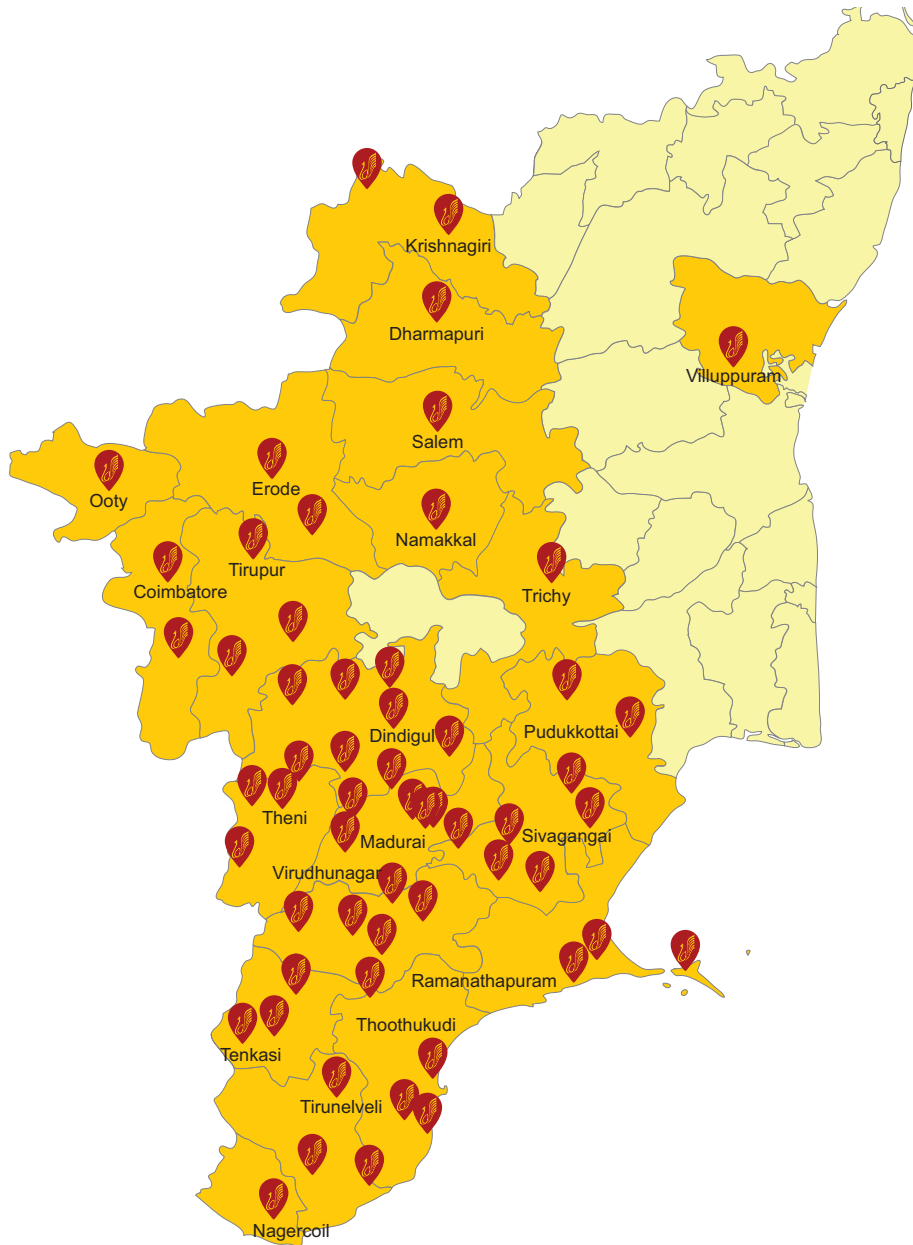 Krishnagiri
Dharmapuri
Villuppuram
Salem
Ooty
Erode
Namakkal
Tirupur
Coimbatore
Trichy
Dindigul
Pudukkottai
Theni
Madurai
Sivagangai
Virudhunagar
Ramanathapuram
Thoothukudi
Tenkasi
Tirunelveli
Nagercoil